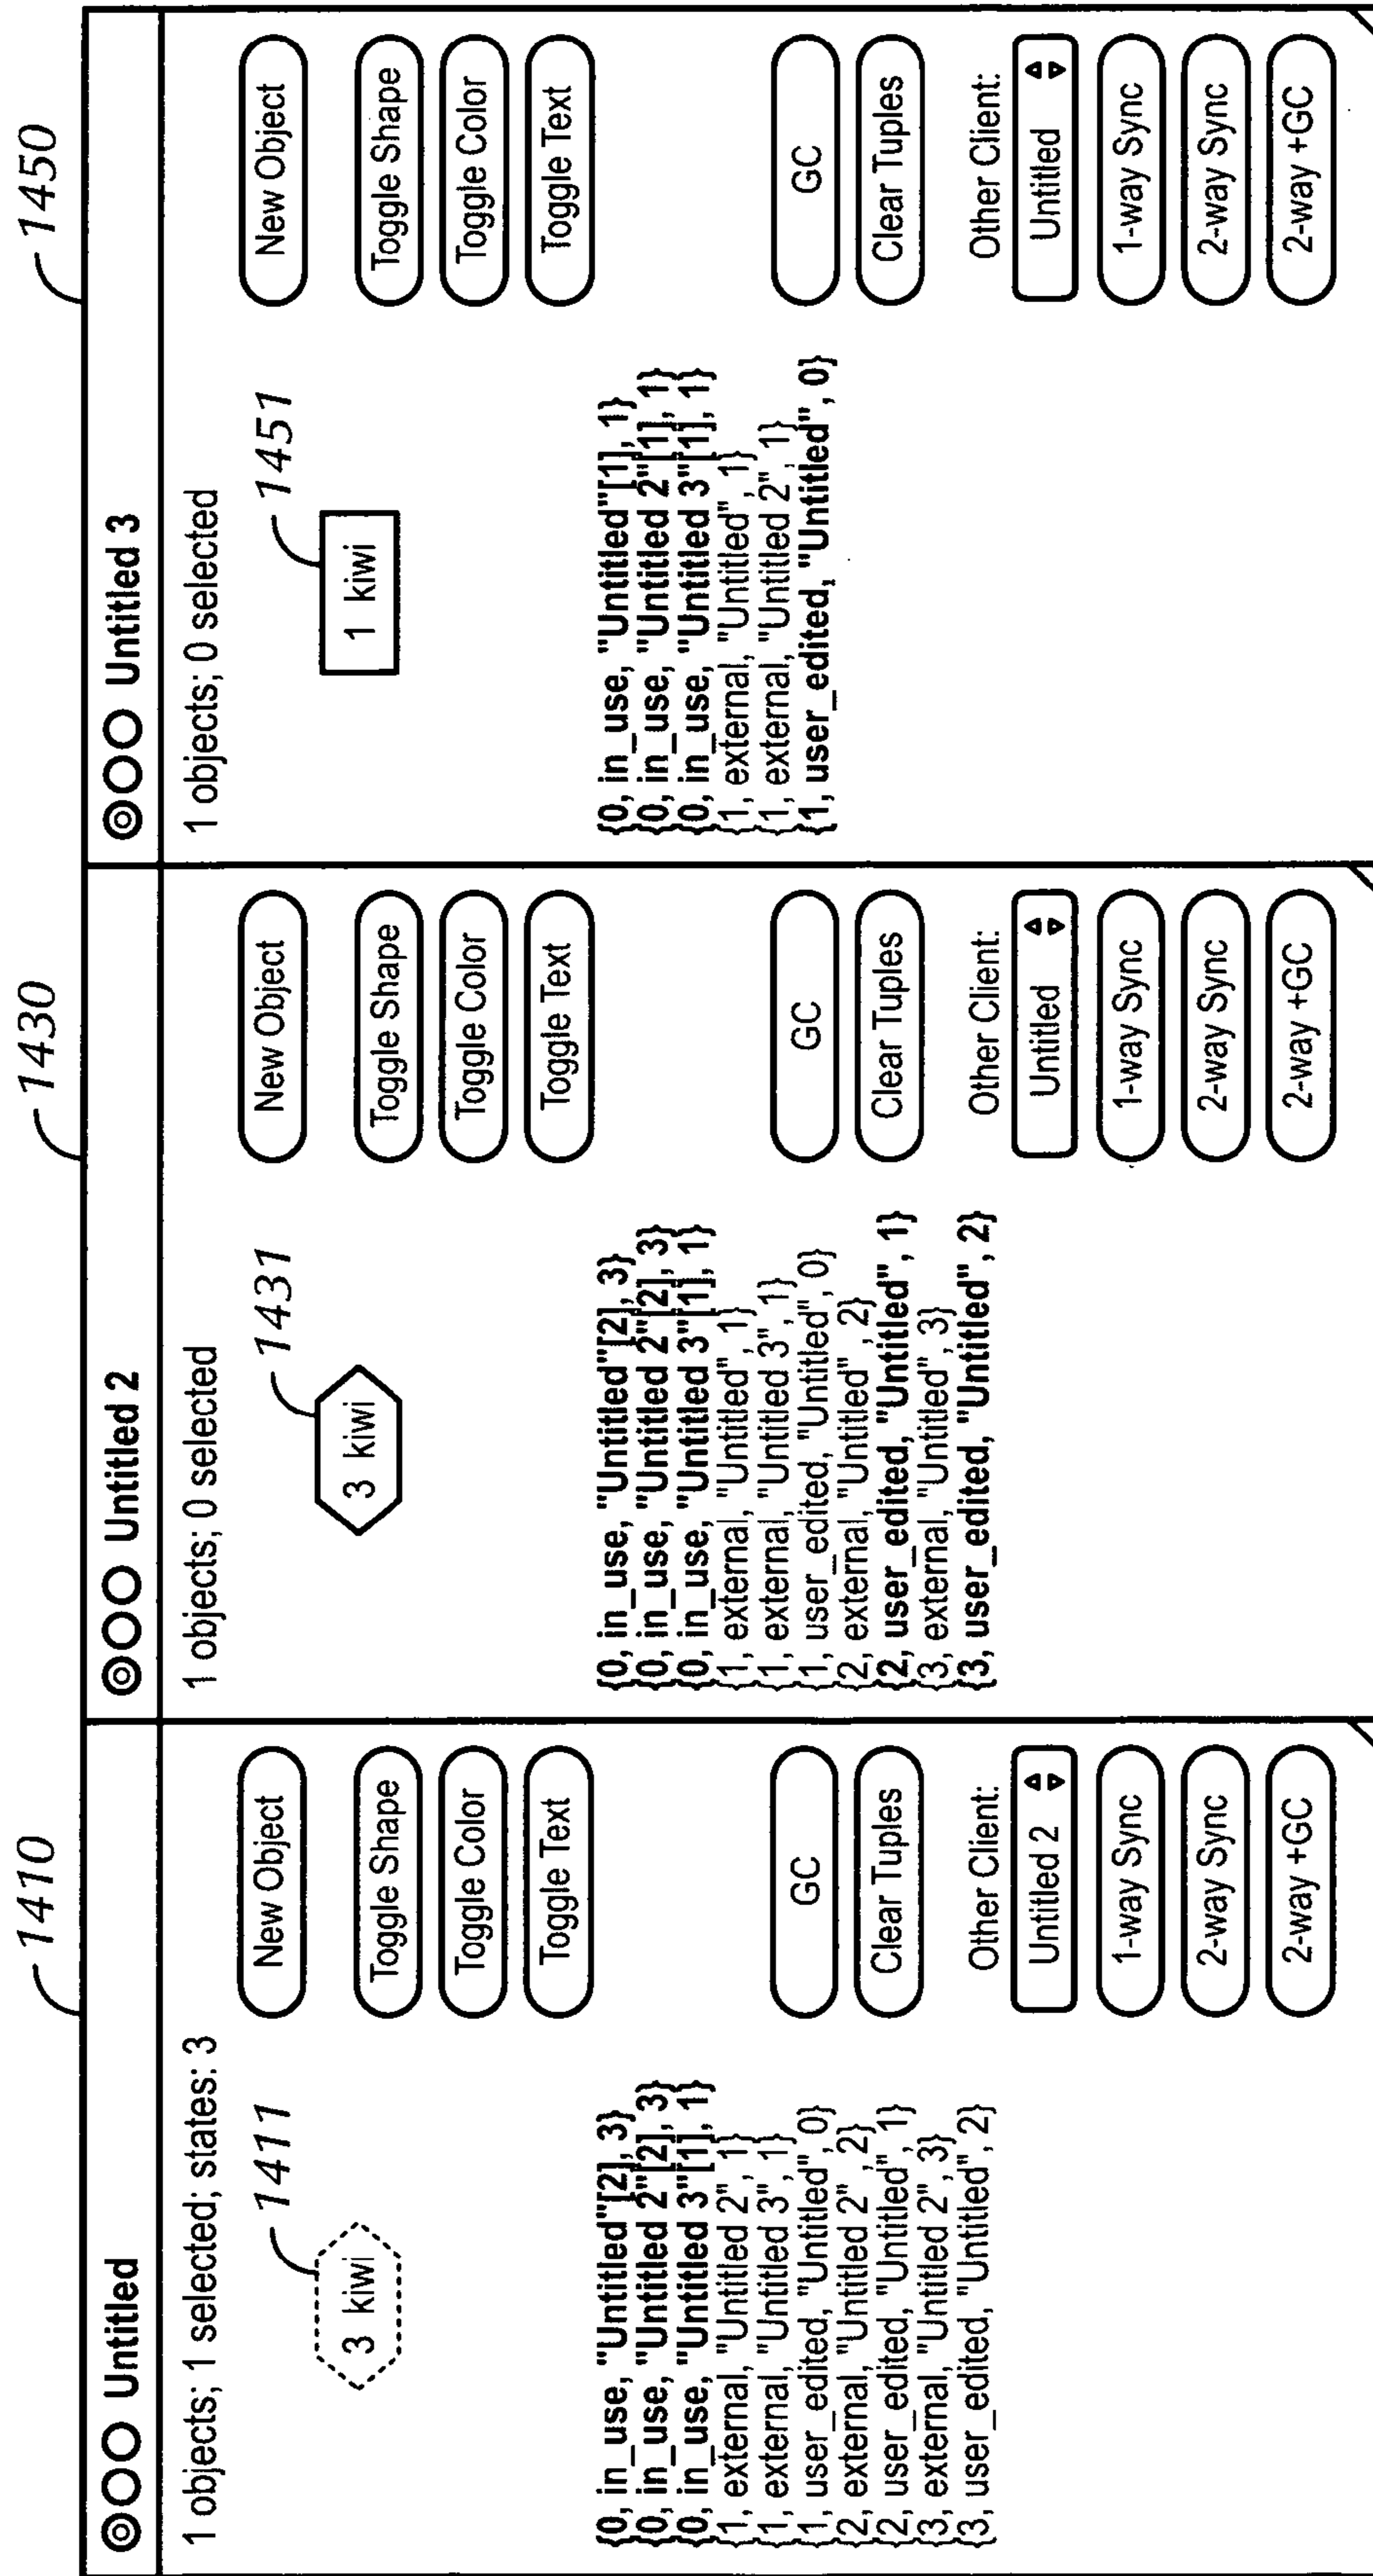 1410
Untitled
1 objects; 1 selected; states: 3
1411
3 kiwi
New Object
Toggle Shape
Toggle Color
Toggle Text
{0, in_use, "Untitled"[2], 3}
{0, in_use, "Untitled 2"[2], 3}
{0, in_use, "Untitled 3"[1], 1}
{1, external, "Untitled 2", 1}
{1, external, "Untitled 3", 1}
{1, user_edited, "Untitled", 0}
{2, external, "Untitled 2", 2}
{2, user_edited, "Untitled", 1}
{3, external, "Untitled 2", 3}
{3, user_edited, "Untitled", 2}
GC
Clear Tuples
Other Client:
Untitled 2
1-way Sync
2-way Sync
2-way +GC
1430
Untitled 2
1 objects; 0 selected
1431
3 kiwi
New Object
Toggle Shape
Toggle Color
Toggle Text
{0, in_use, "Untitled"[2], 3}
{0, in_use, "Untitled 2"[2], 3}
{0, in_use, "Untitled 3"[1], 1}
{1, external, "Untitled", 1}
{1, external, "Untitled 3", 1}
{1, user_edited, "Untitled", 0}
{2, external, "Untitled", 2}
{2, user_edited, "Untitled", 1}
{3, external, "Untitled", 3}
{3, user_edited, "Untitled", 2}
GC
Clear Tuples
Other Client:
Untitled
1-way Sync
2-way Sync
2-way +GC
1450
Untitled 3
1 objects; 0 selected
1451
1 kiwi
New Object
Toggle Shape
Toggle Color
Toggle Text
{0, in_use, "Untitled"[1], 1}
{0, in_use, "Untitled 2"[1], 1}
{0, in_use, "Untitled 3"[1], 1}
{1, external, "Untitled", 1}
{1, external, "Untitled 2", 1}
{1, user_edited, "Untitled", 0}
GC
Clear Tuples
Other Client:
Untitled
1-way Sync
2-way Sync
2-way +GC